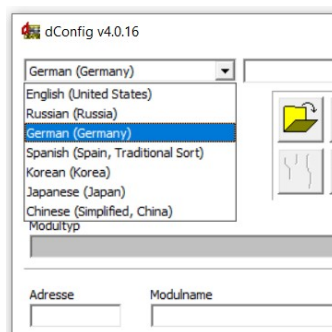 dConfig v4.0.16
German (Germany)
English (United States)
Russian (Russia)
German (Germany)
Spanish (Spain, Traditional Sort)
Korean (Korea)
Japanese (Japan)
Chinese (Simplified, China)
Modultyp
Adresse Modulname